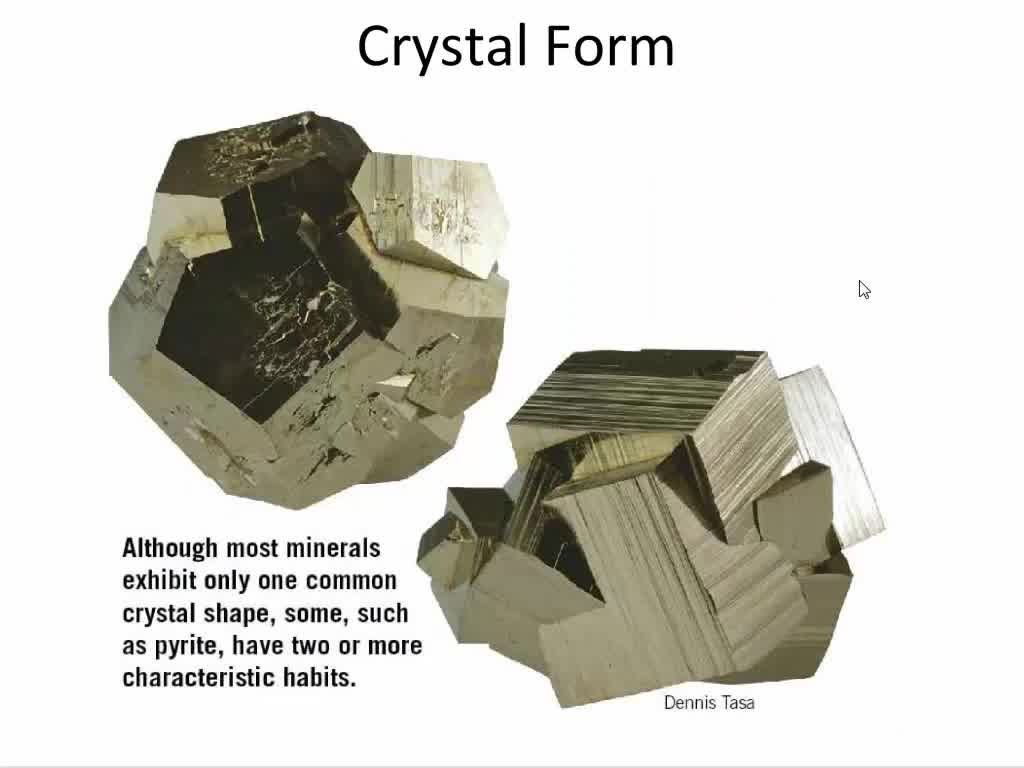 Crystal Form
Although most minerals
exhibit only one common
crystal shape, some, such
as pyrite, have two or more
characteristic habits.
Dennis Tasa